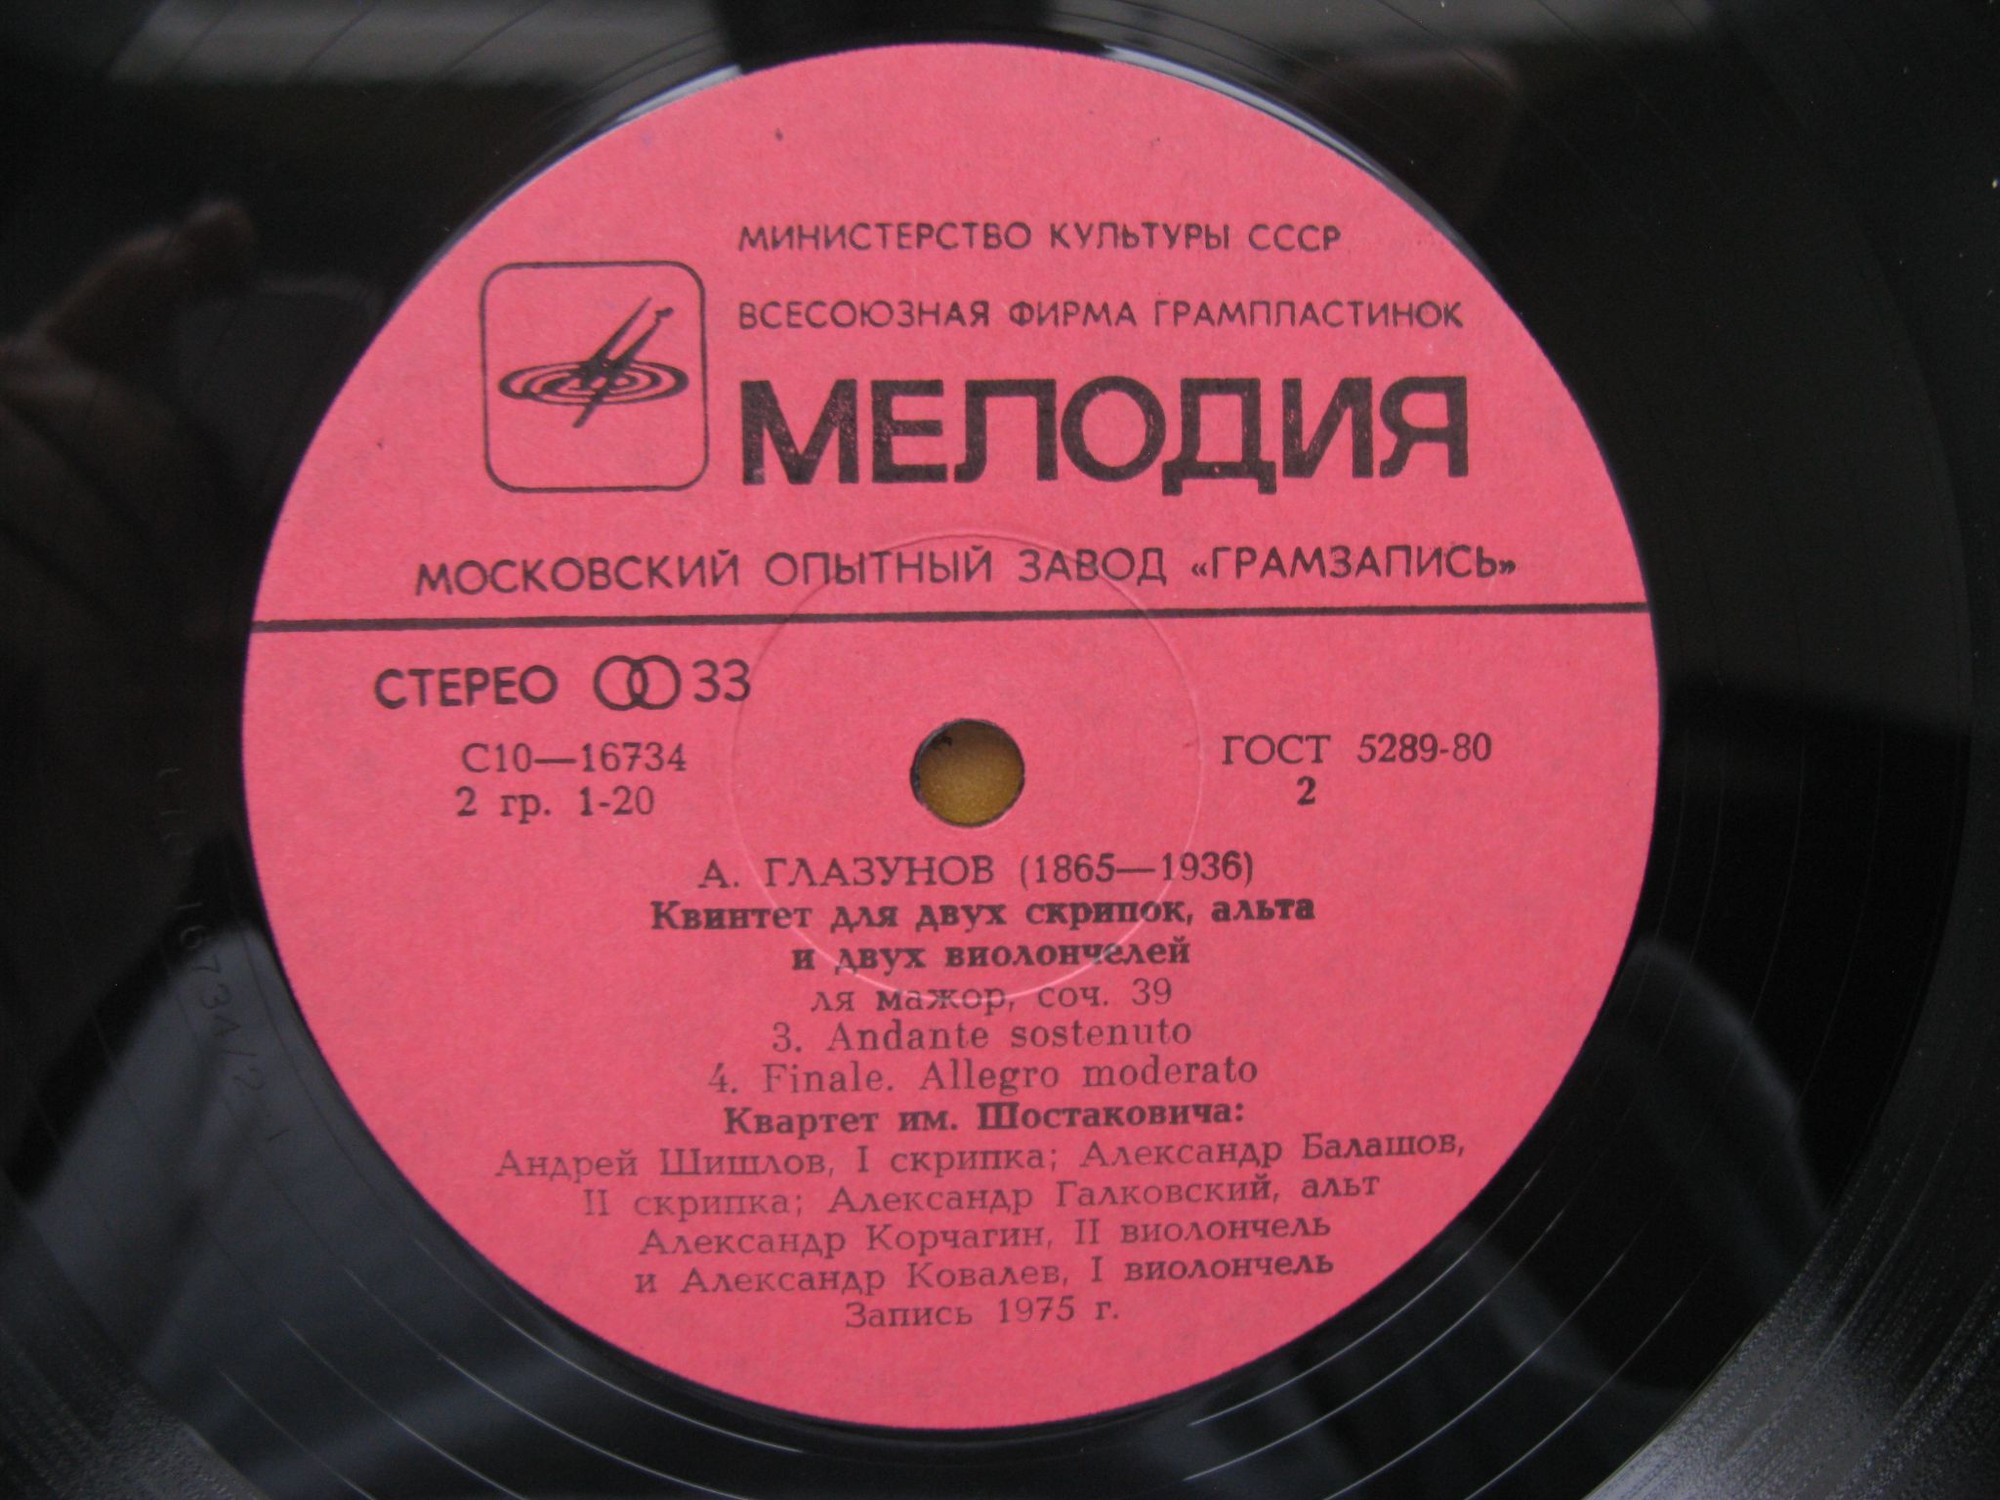 МИНИСТЕРСТВО КУЛЬТУРЫ СССР
ВСЕСОЮЗНАЯ ФИРМА ГРАМПЛАСТИНОК
МЕЛОДИЯ
МОСКОВСКИЙ ОПЫТНЫЙ ЗАВОД «ГРАМЗАПИСЬ»
СТЕРЕО 33
С10—16734
2 гр. 1-20
ГОСТ 5289-80
2
А. ГЛАЗУНОВ (1865—1936)
Квинтет для двух скрипок, альта
и двух виолончелей
ля мажор, соч. 39
3. Andante sostenuto
4. Finale. Allegro moderato
Квартет им. Шостаковича:
Андрей Шишлов, I скрипка; Александр Балашов,
II скрипка; Александр Галковский, альт
Александр Корчагин, II виолончель
и Александр Ковалев, I виолончель
Запись 1975 г.